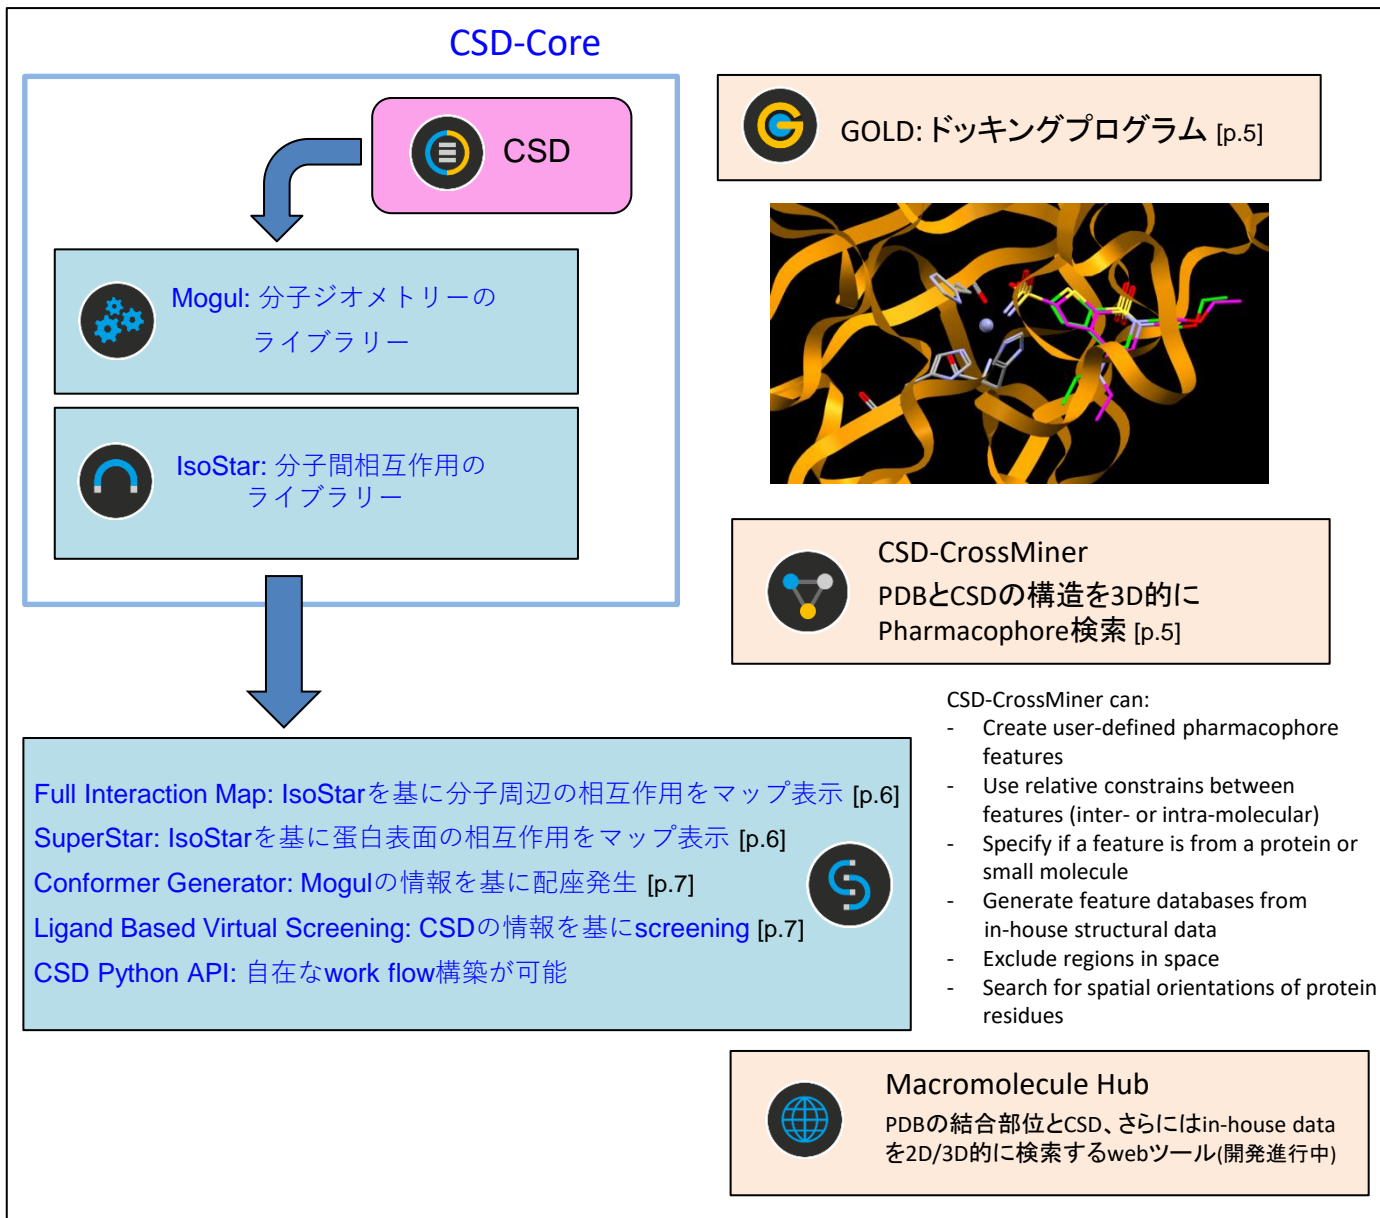 CSD-Core
CSD
Mogul: 分子ジオメトリーの
ライブラリー
IsoStar: 分子間相互作用の
ライブラリー
Full Interaction Map: IsoStarを基に分子周辺の相互作用をマップ表示 [p.6]
SuperStar: IsoStarを基に蛋白表面の相互作用をマップ表示 [p.6]
Conformer Generator: Mogulの情報を基に配座発生 [p.7]
Ligand Based Virtual Screening: CSDの情報を基にscreening [p.7]
CSD Python API: 自在なwork flow構築が可能
GOLD: ドッキングプログラム [p.5]
CSD-CrossMiner
PDBとCSDの構造を3D的に
Pharmacophore検索 [p.5]
CSD-CrossMiner can:
- Create user-defined pharmacophore
features
- Use relative constrains between
features (inter- or intra-molecular)
- Specify if a feature is from a protein or
small molecule
- Generate feature databases from
in-house structural data
- Exclude regions in space
- Search for spatial orientations of protein
residues
Macromolecule Hub
PDBの結合部位とCSD、さらにはin-house data
を2D/3D的に検索するwebツール(開発進行中)